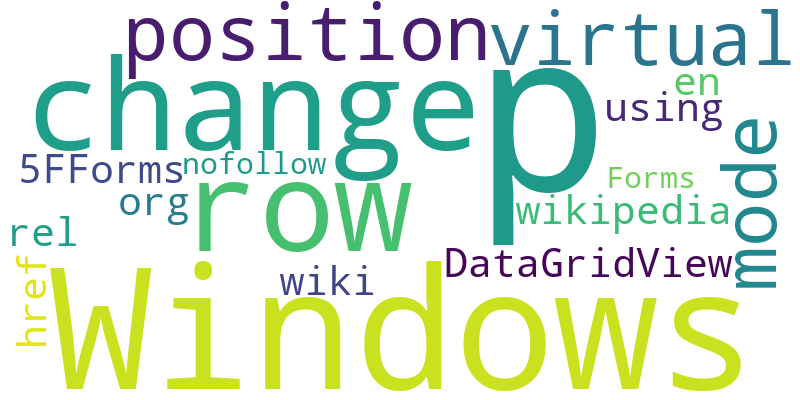 position
virtual
change
p
en
using
5FForms
nofollow
row
mode
Forms
org
wikipedia
rel
DataGridView
href
wiki
Windows